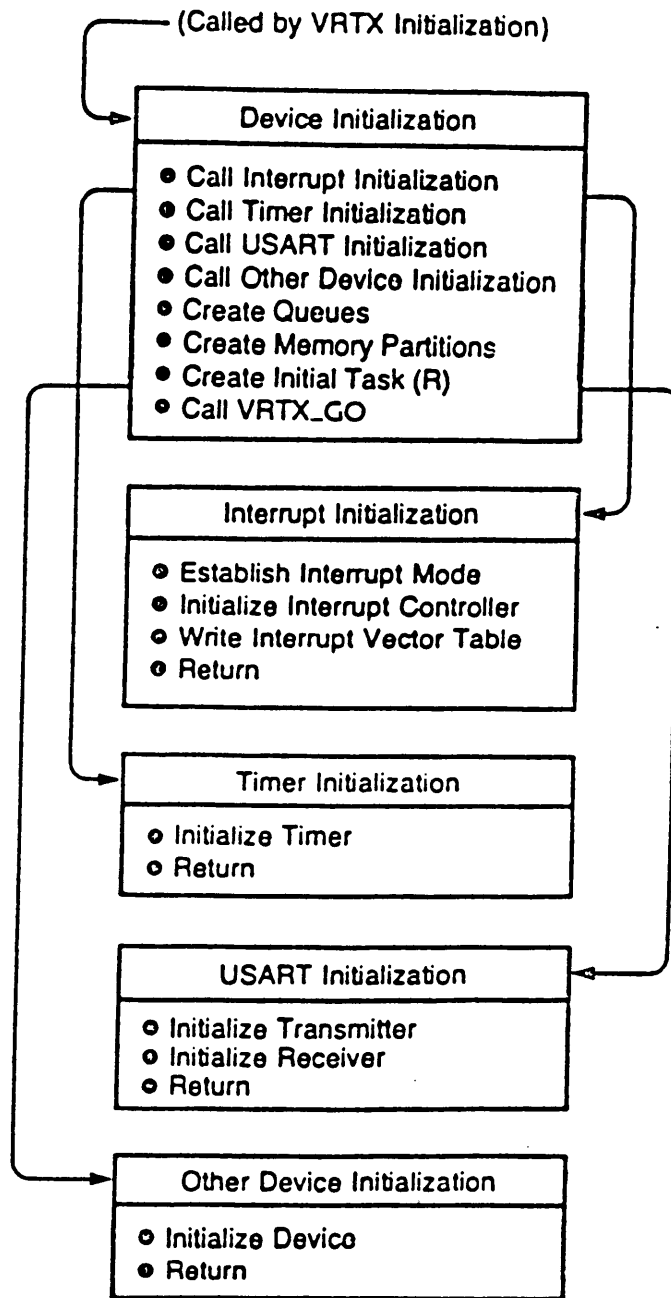 (Called by VRTX Initialization)
Device Initialization
● Call Interrupt Initialization
● Call Timer Initialization
● Call USART Initialization
● Call Other Device Initialization
● Create Queues
● Create Memory Partitions
● Create Initial Task (R)
● Call VRTX_GO
Interrupt Initialization
● Establish Interrupt Mode
● Initialize Interrupt Controller
● Write Interrupt Vector Table
● Return
Timer Initialization
● Initialize Timer
● Return
USART Initialization
● Initialize Transmitter
● Initialize Receiver
● Return
Other Device Initialization
● Initialize Device
● Return